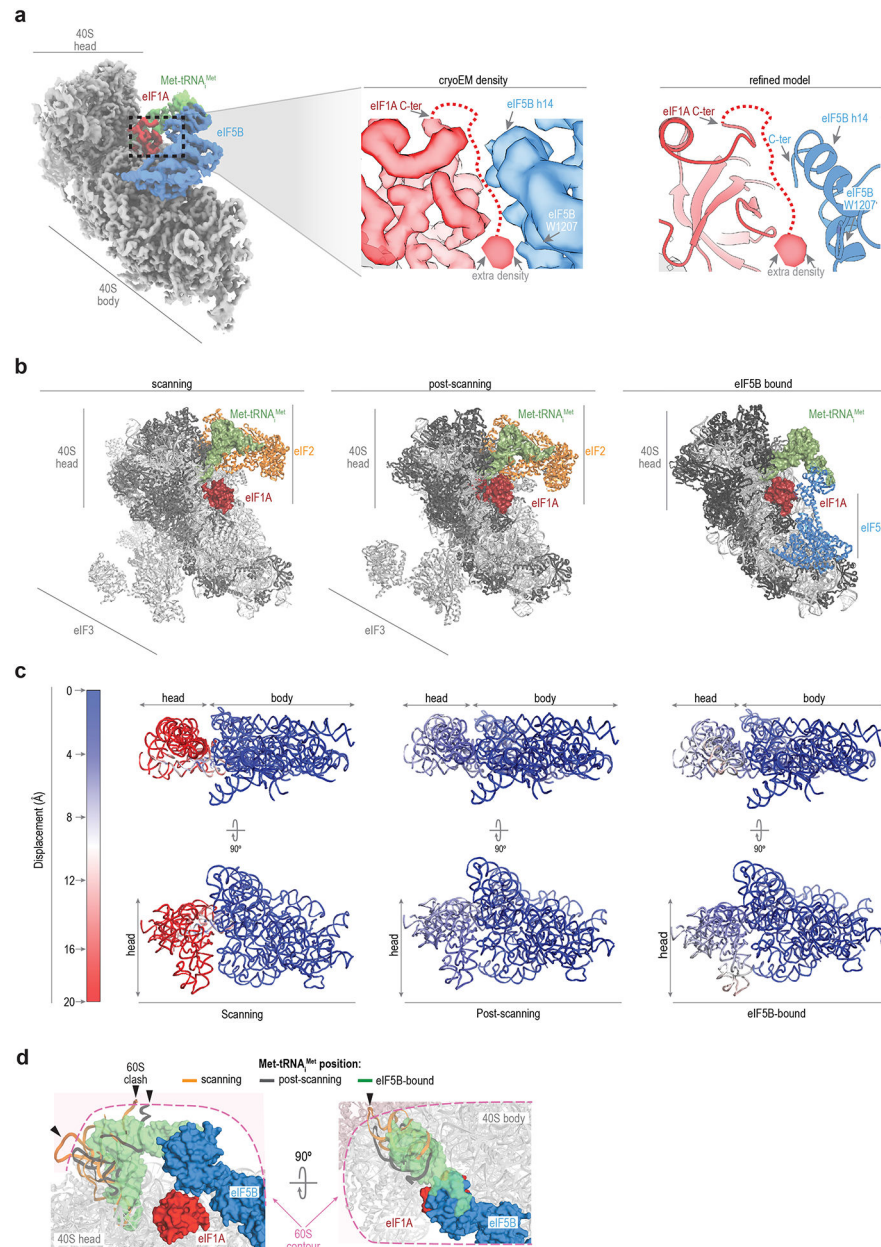 a
40S
head
Met-tRNAiMet
eIF1A
eIF5B
40S
body
cryoEM density
eIF1A C-ter
eIF5B h14
eIF5B
W1207
extra density
refined model
eIF1A C-ter
eIF5B h14
C-ter
eIF5B
W1207
extra density
b
scanning
post-scanning
eIF5B bound
Met-tRNAiMet
40S
head
eIF2
eIF1A
eIF3
Met-tRNAiMet
40S
head
eIF2
eIF1A
eIF3
Met-tRNAiMet
40S
head
eIF1A
eIF5
c
0
4
8
12
16
20
Displacement (Å)
head
body
head
body
head
body
90º
90º
90º
head
head
head
Scanning
Post-scanning
eIF5B-bound
d
60S
clash
Met-tRNAiMet position:
scanning
post-scanning
eIF5B-bound
40S body
90º
eIF5B
40S head
eIF1A
60S
contour
eIF1A
eIF5B